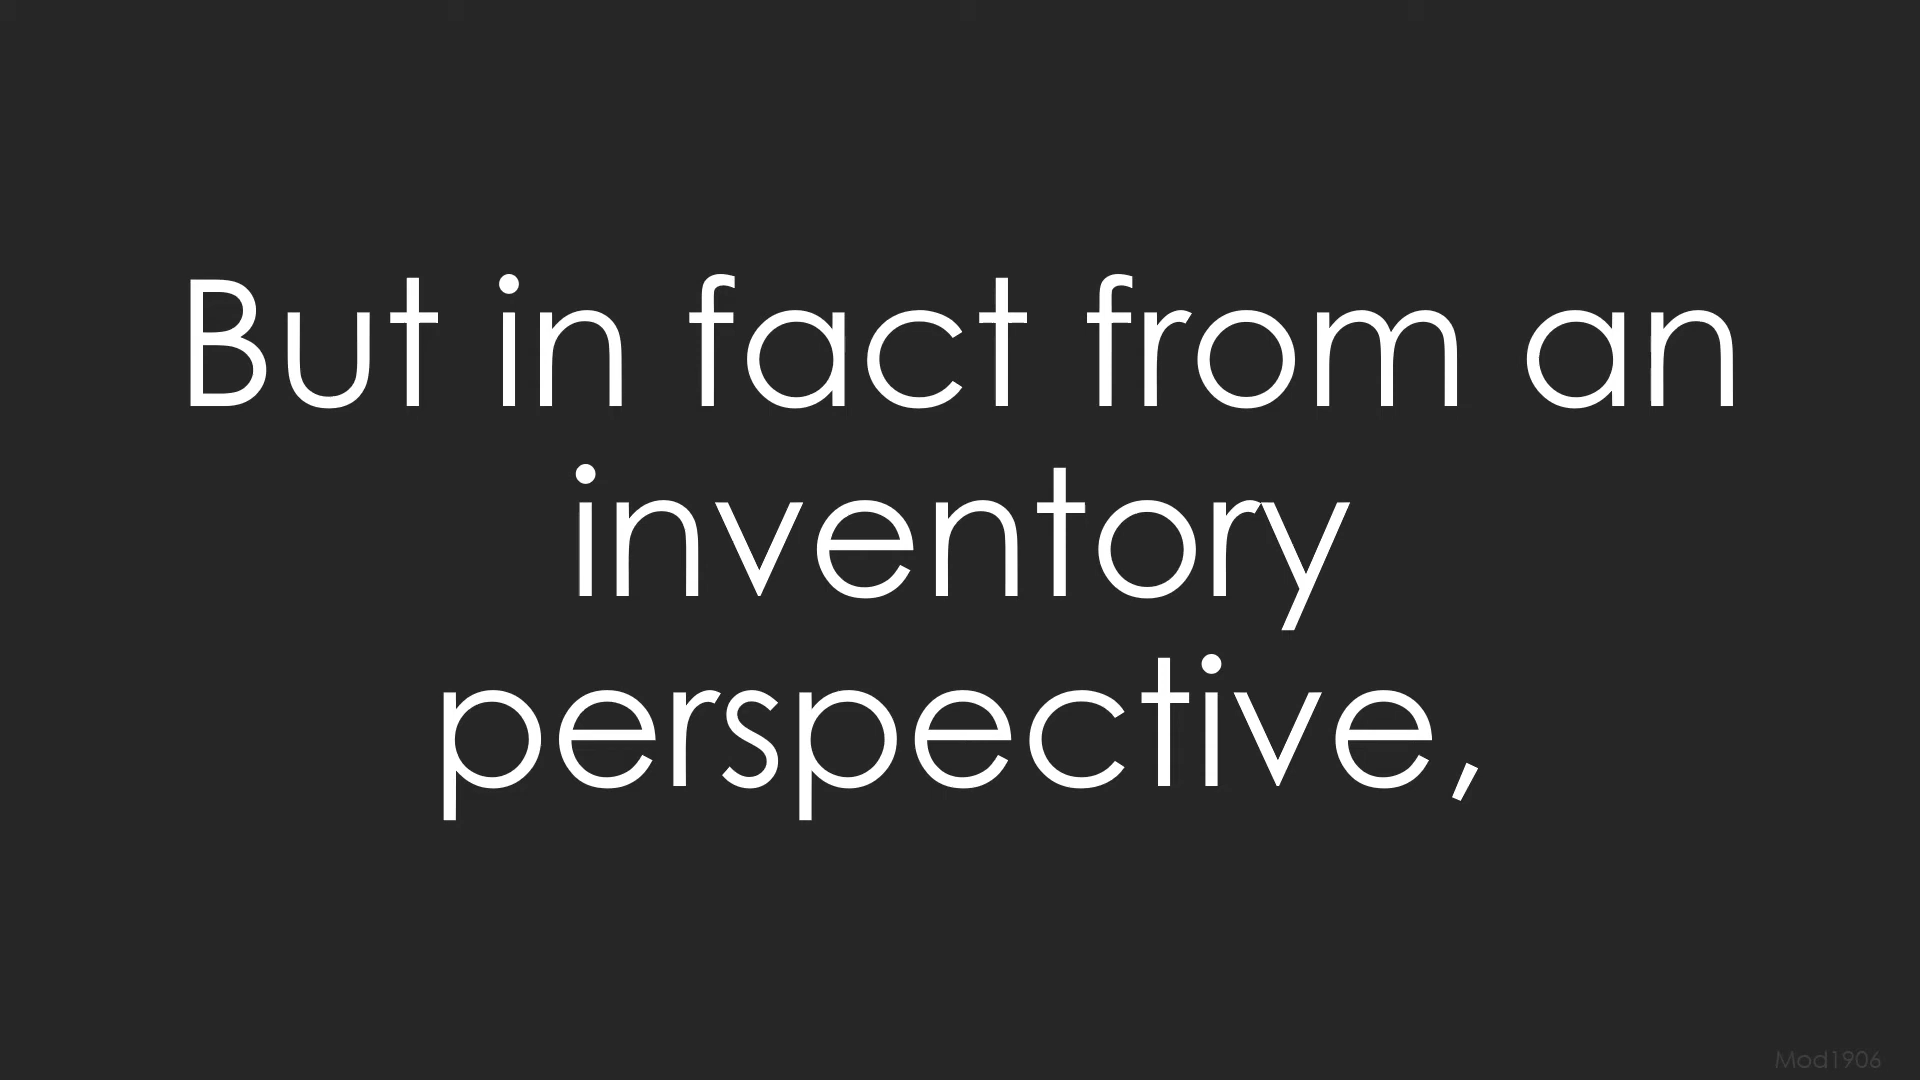 But in fact from an
inventory
perspective,
Mod1906